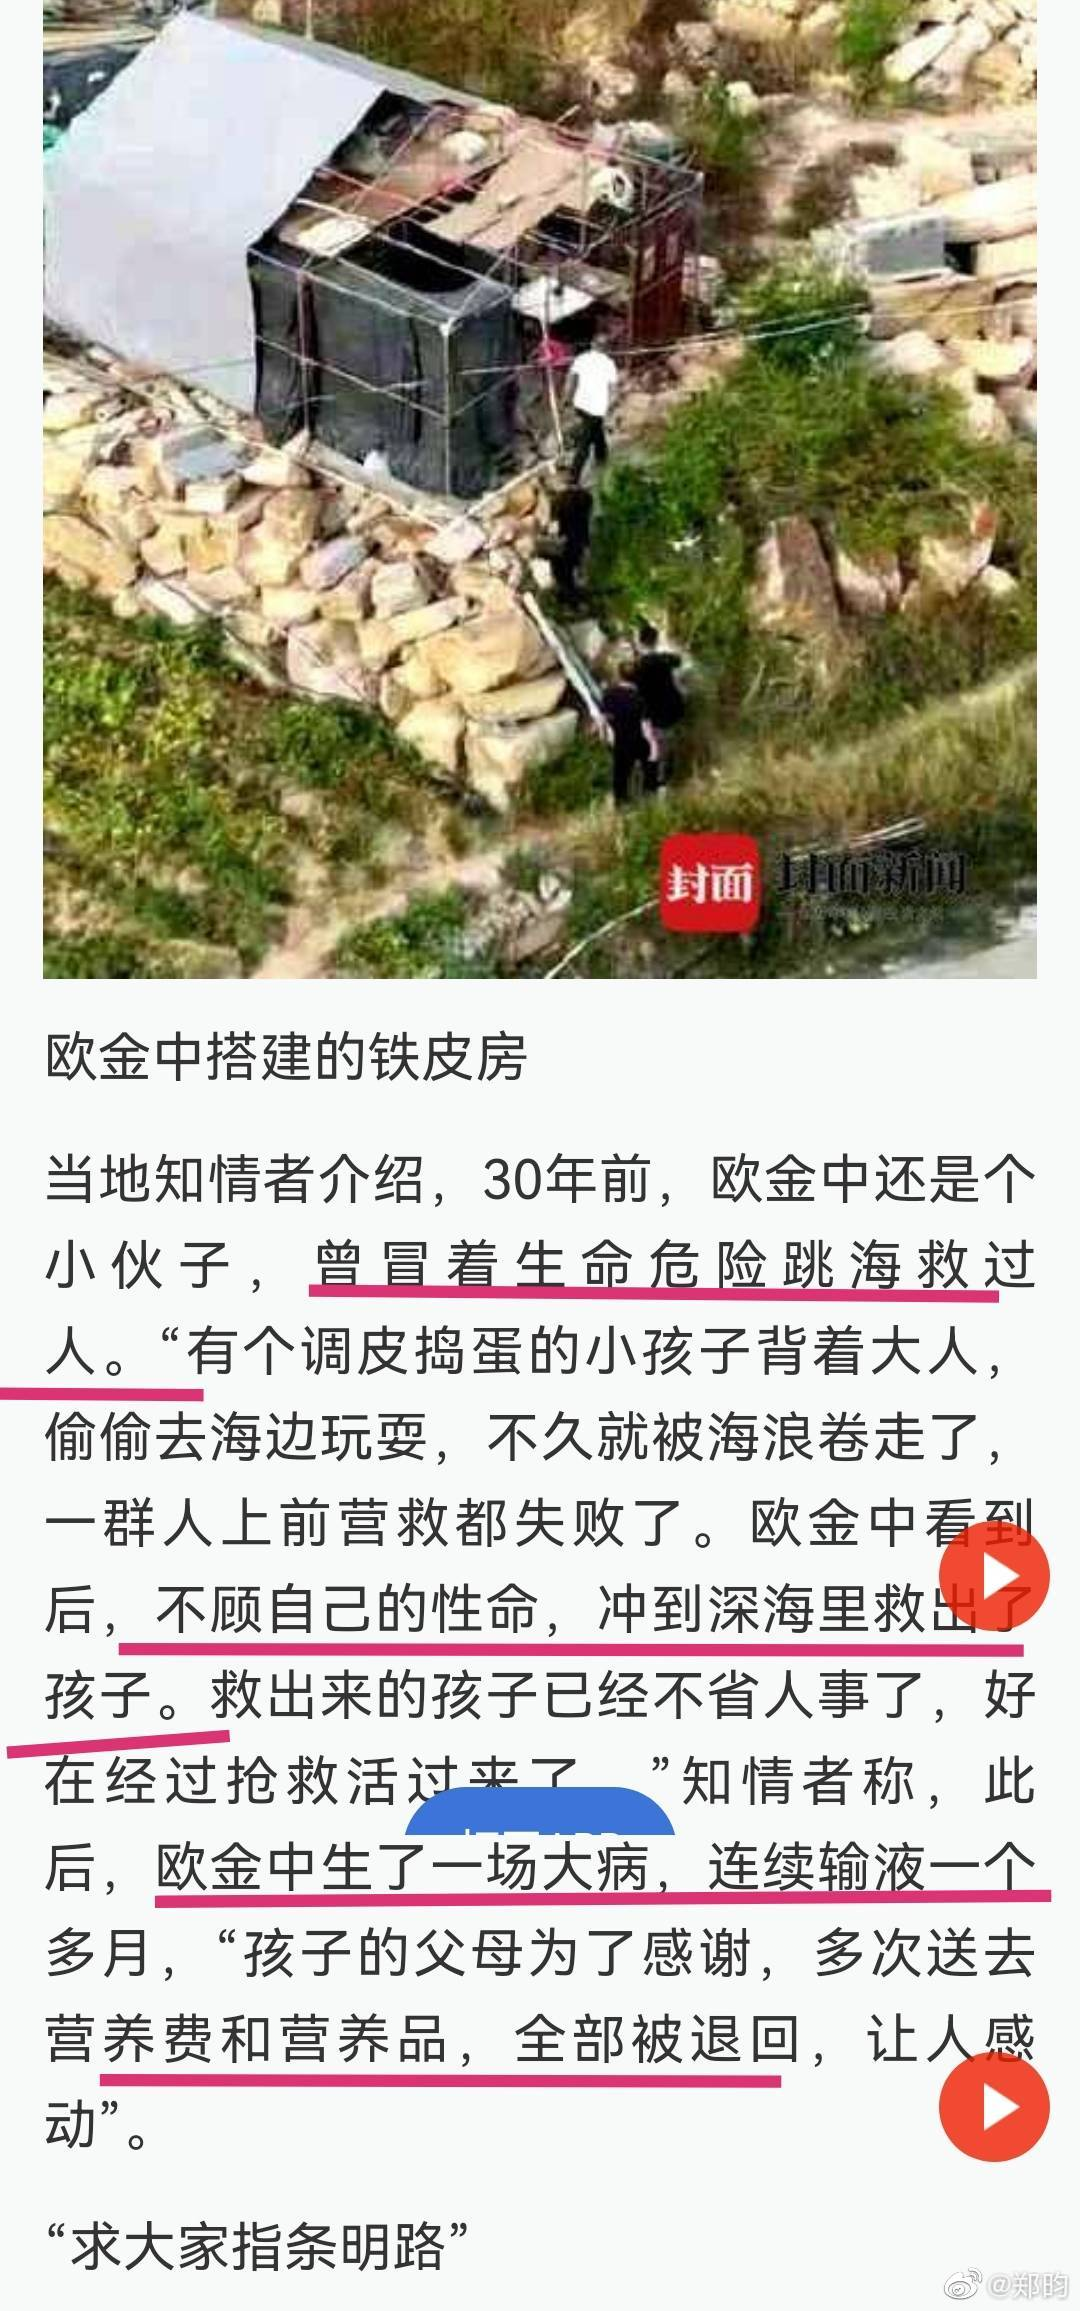 封面
封面新闻
欧金中搭建的铁皮房
当地知情者介绍，30年前，欧金中还是个
小伙子，曾冒着生命危险跳海救过
人。“有个调皮捣蛋的小孩子背着大人，
偷偷去海边玩耍，不久就被海浪卷走了，
一群人上前营救都失败了。欧金中看到
后，不顾自己的性命，冲到深海里救出了
孩子。救出来的孩子已经不省人事了，好
在经过抢救活过来了。”知情者称，此
后，欧金中生了一场大病，连续输液一个
多月，“孩子的父母为了感谢，多次送去
营养费和营养品，全部被退回，让人感
动”。
“求大家指条明路”
@郑昀